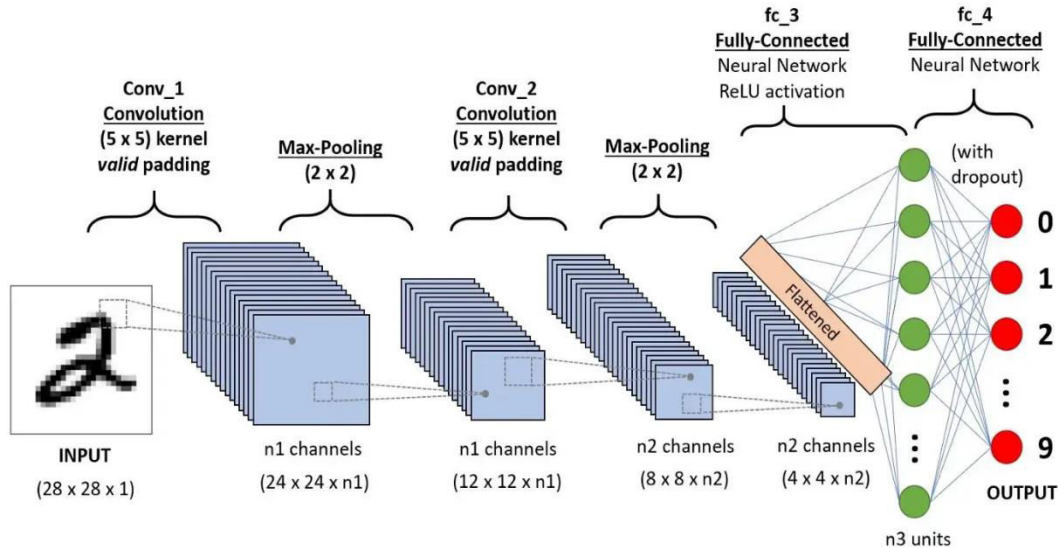 Conv_1
Convolution
(5 x 5) kernel
valid padding
Max-Pooling
(2 x 2)
Conv_2
Convolution
(5 x 5) kernel
valid padding
Max-Pooling
(2 x 2)
fc_3
Fully-Connected
Neural Network
ReLU activation
fc_4
Fully-Connected
Neural Network
(with
dropout)
2
INPUT
(28 x 28 x 1)
n1 channels
(24 x 24 x n1)
n1 channels
(12 x 12 x n1)
n2 channels
(8 x 8 x n2)
n2 channels
(4 x 4 x n2)
Flattened
n3 units
0
1
2
9
OUTPUT